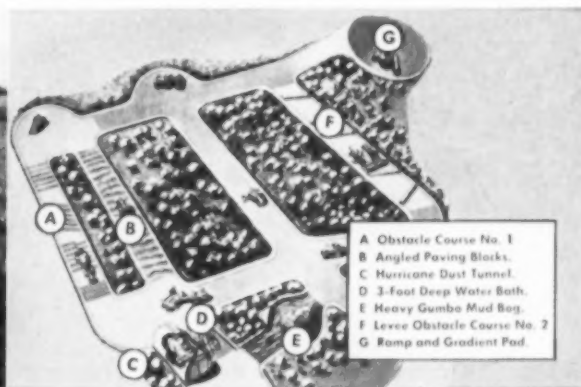 G
F
A
B
D
E
C
A Obstacle Course No. 1
B Angled Paving Blocks.
C Hurricane Dust Tunnel.
D 3-Foot Deep Water Bath.
E Heavy Gumbo Mud Bog.
F Levee Obstacle Course No. 2
G Ramp and Gradient Pad.